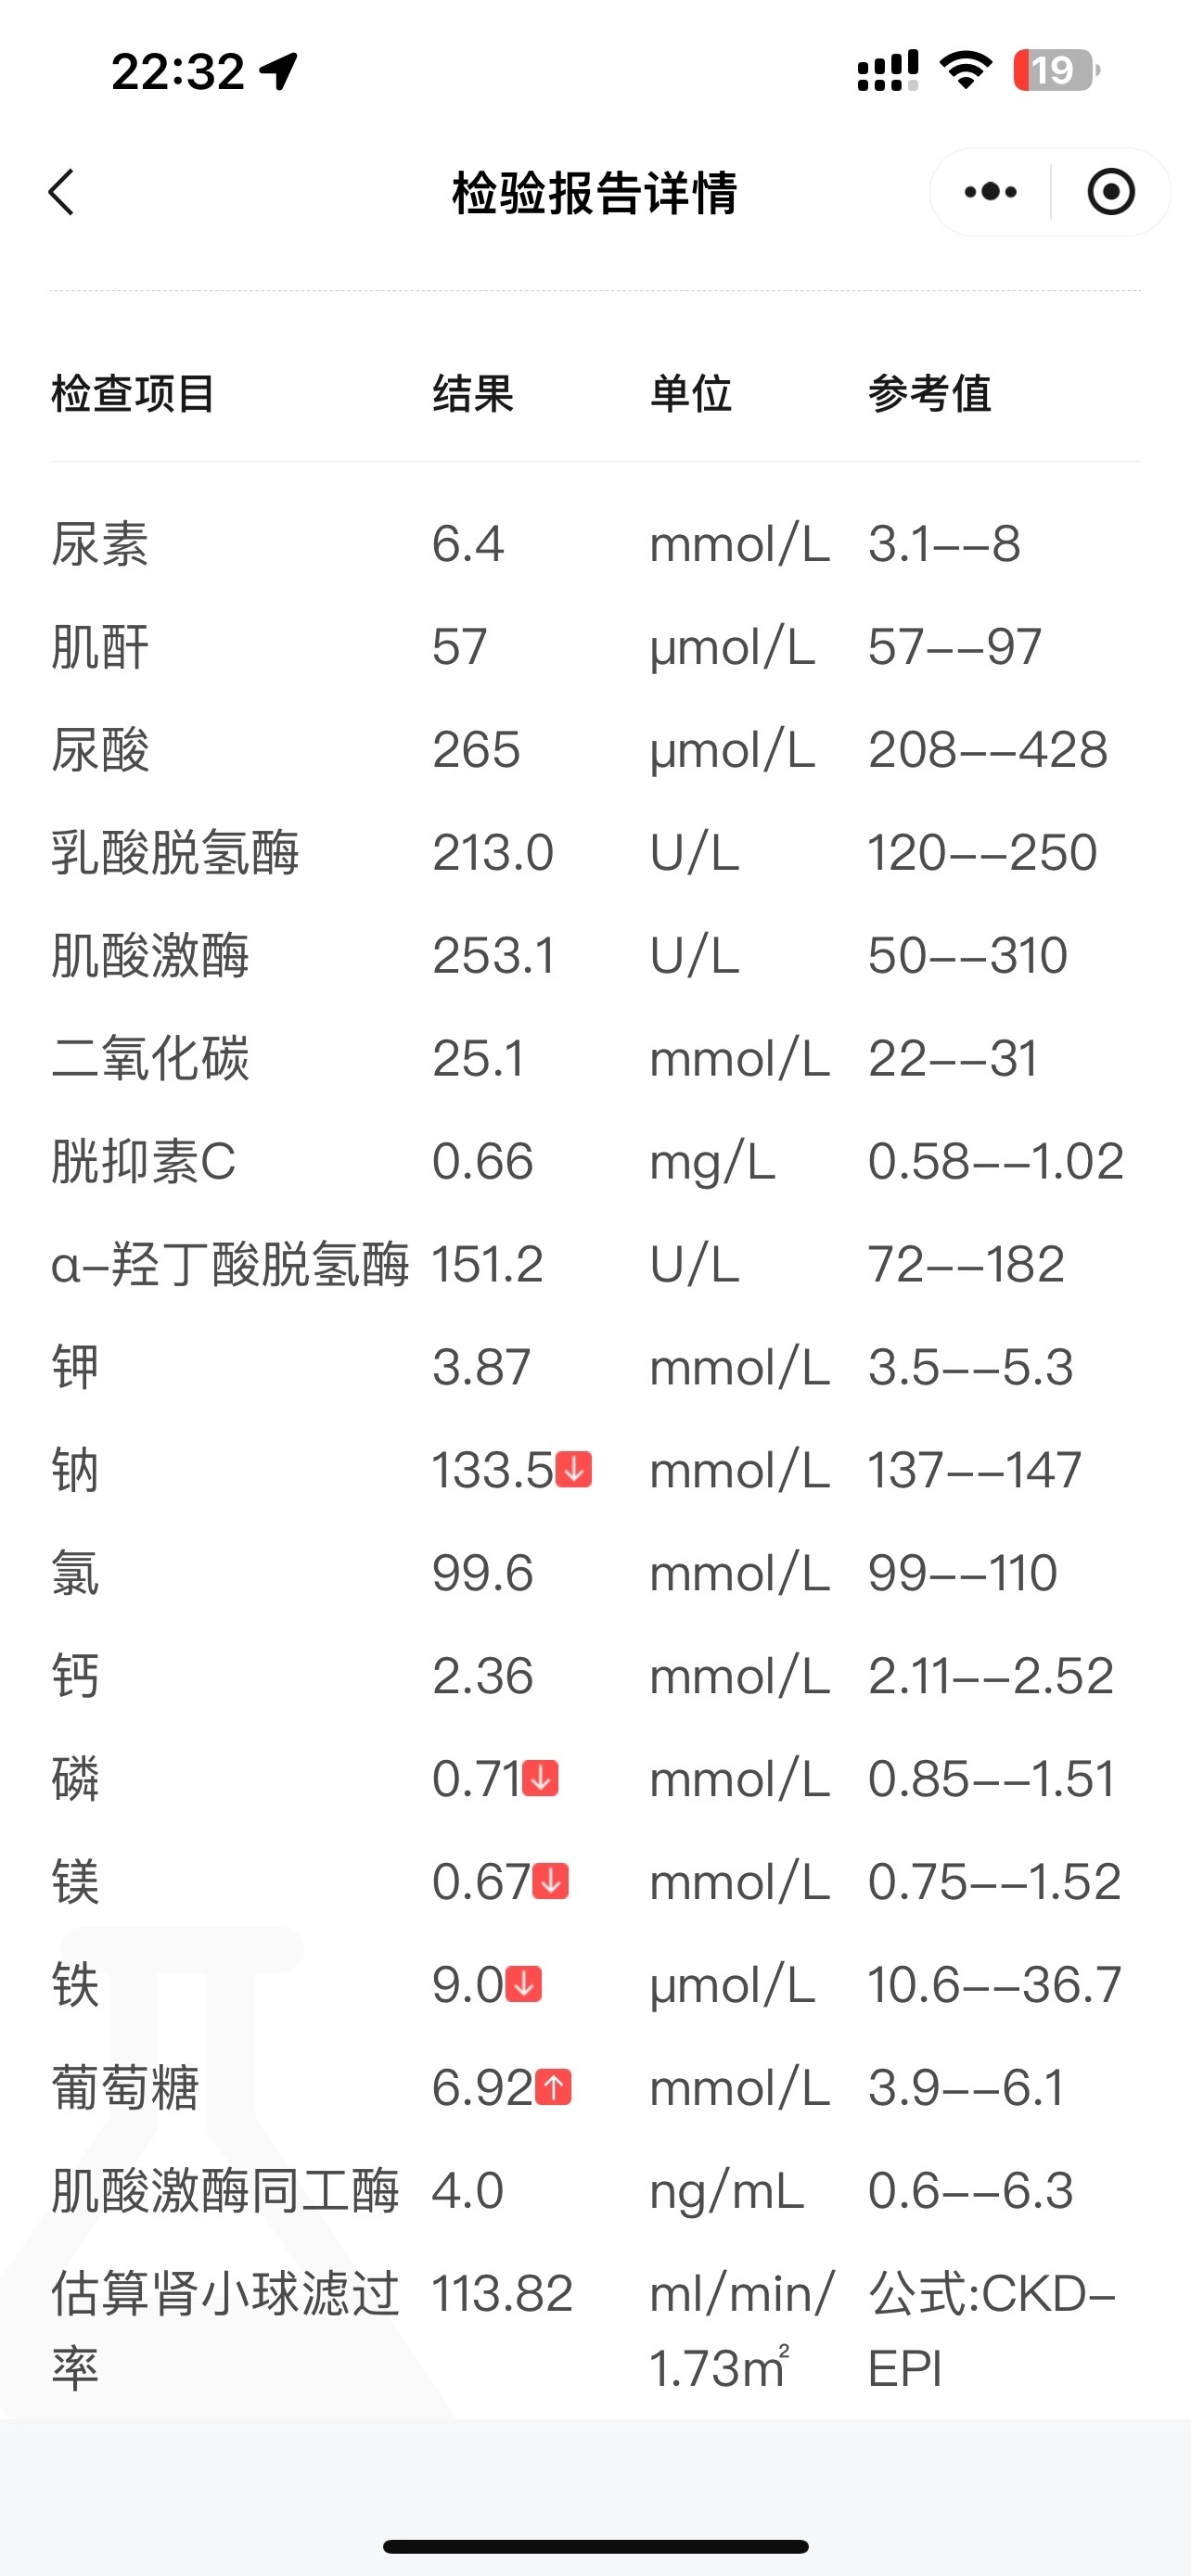 22:32
19
检验报告详情
检查项目 结果 单位 参考值
尿素 6.4 mmol/L 3.1--8
肌酐 57 μmol/L 57--97
尿酸 265 μmol/L 208--428
乳酸脱氢酶 213.0 U/L 120--250
肌酸激酶 253.1 U/L 50--310
二氧化碳 25.1 mmol/L 22--31
胱抑素C 0.66 mg/L 0.58--1.02
α-羟丁酸脱氢酶 151.2 U/L 72--182
钾 3.87 mmol/L 3.5--5.3
钠 133.5↓ mmol/L 137--147
氯 99.6 mmol/L 99--110
钙 2.36 mmol/L 2.11--2.52
磷 0.71↓ mmol/L 0.85--1.51
镁 0.67↓ mmol/L 0.75--1.52
铁 9.0↓ μmol/L 10.6--36.7
葡萄糖 6.92↑ mmol/L 3.9--6.1
肌酸激酶同工酶 4.0 ng/mL 0.6--6.3
估算肾小球滤过 113.82 ml/min/ 公式:CKD-
率 1.73㎡ EPI